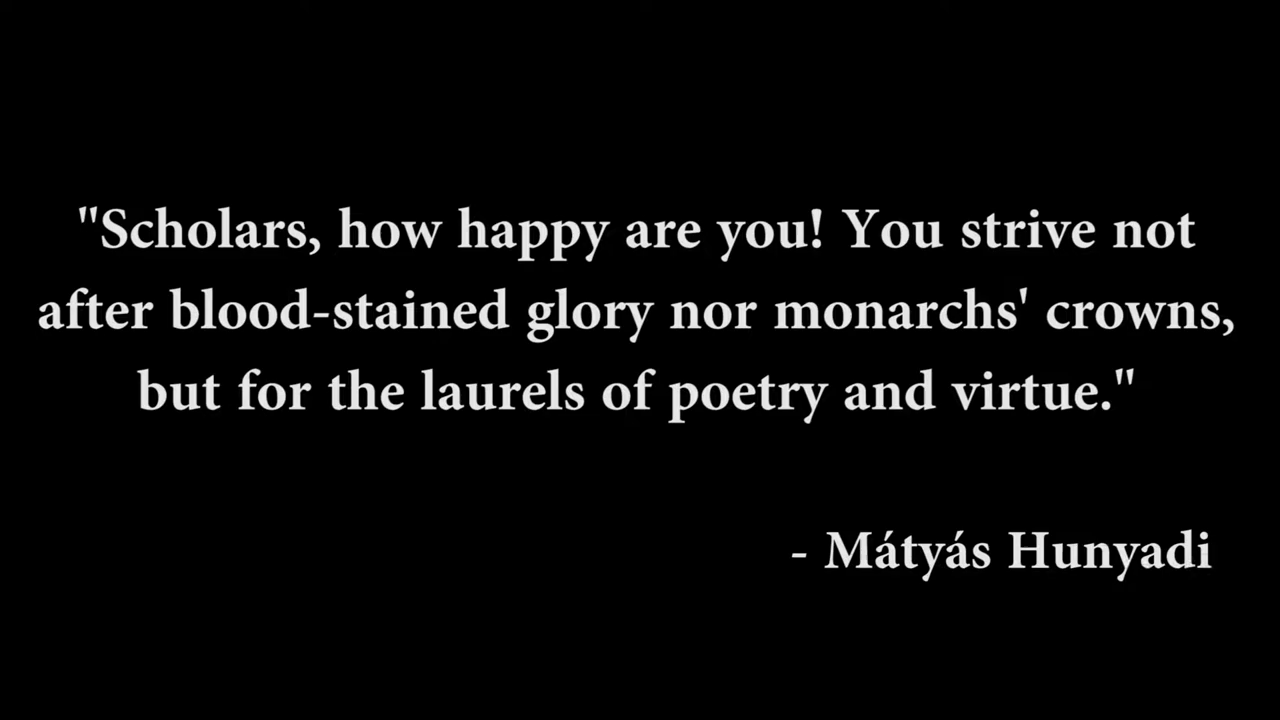 "Scholars, how happy are you! You strive not
after blood-stained glory nor monarchs' crowns,
but for the laurels of poetry and virtue."
- Mátyás Hunyadi